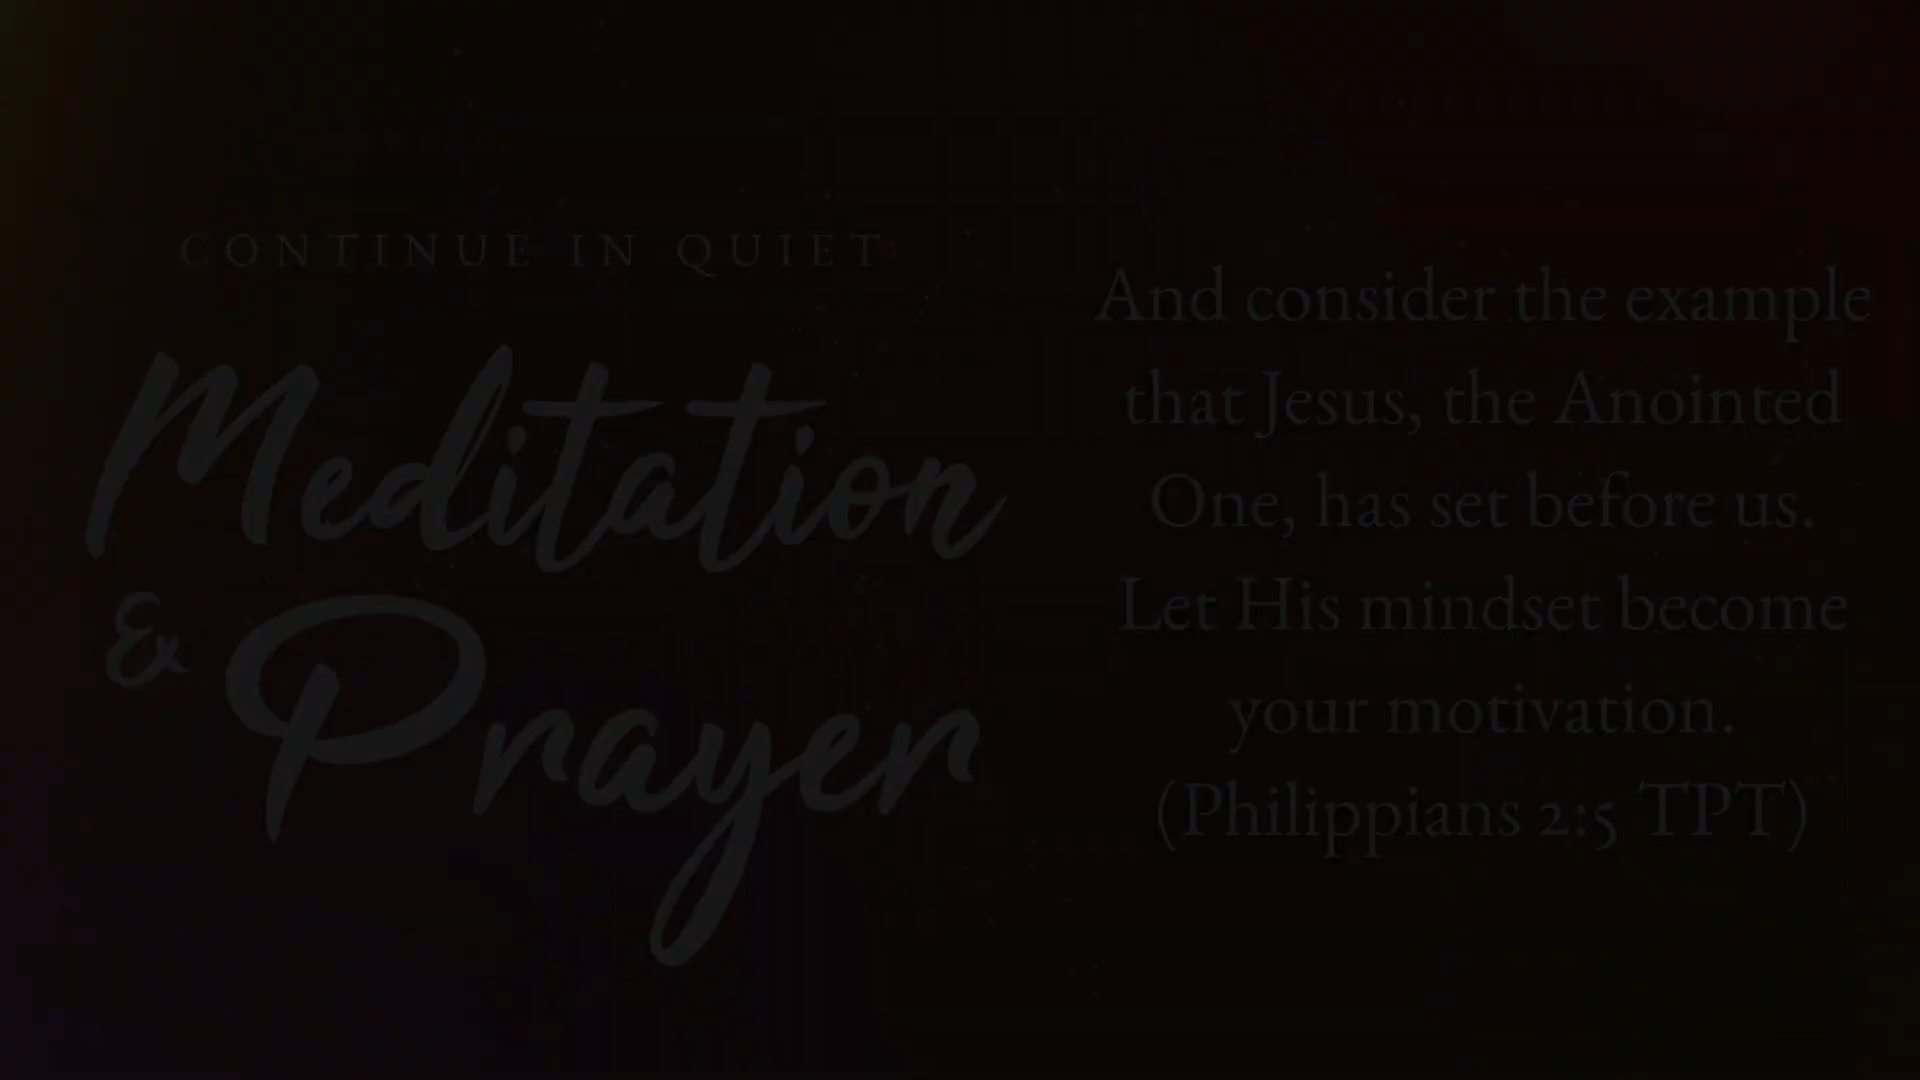 CONTINUE IN QUIET
Meditation
& Prayer
And consider the example
that Jesus, the Anointed
One, has set before us.
Let His mindset become
your motivation.
(Philippians 2:5 TPT)